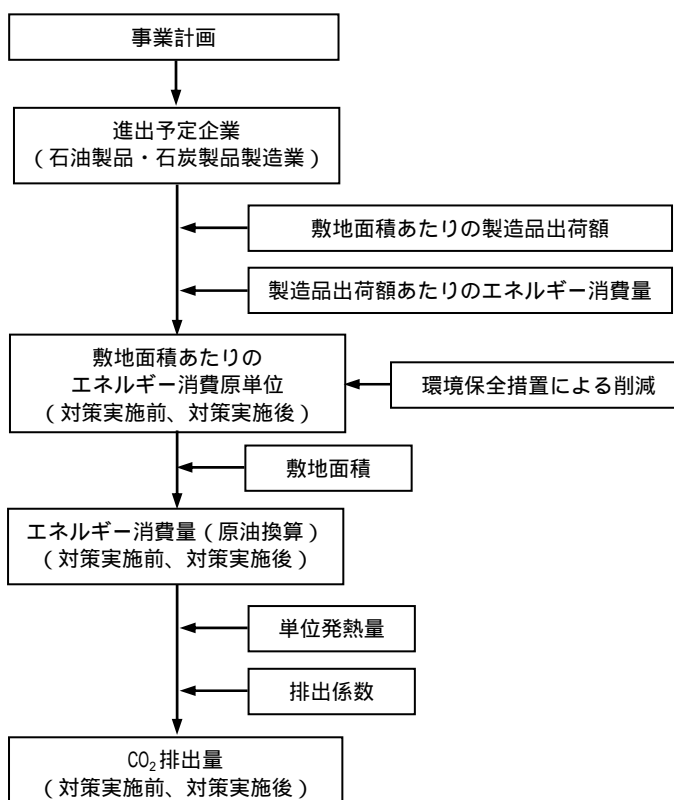 事業計画
進出予定企業
（石油製品・石炭製品製造業）
敷地面積あたりの製造品出荷額
製造品出荷額あたりのエネルギー消費量
敷地面積あたりの
エネルギー消費原単位
（対策実施前、対策実施後）
環境保全措置による削減
敷地面積
エネルギー消費量（原油換算）
（対策実施前、対策実施後）
単位発熱量
排出係数
CO₂排出量
（対策実施前、対策実施後）